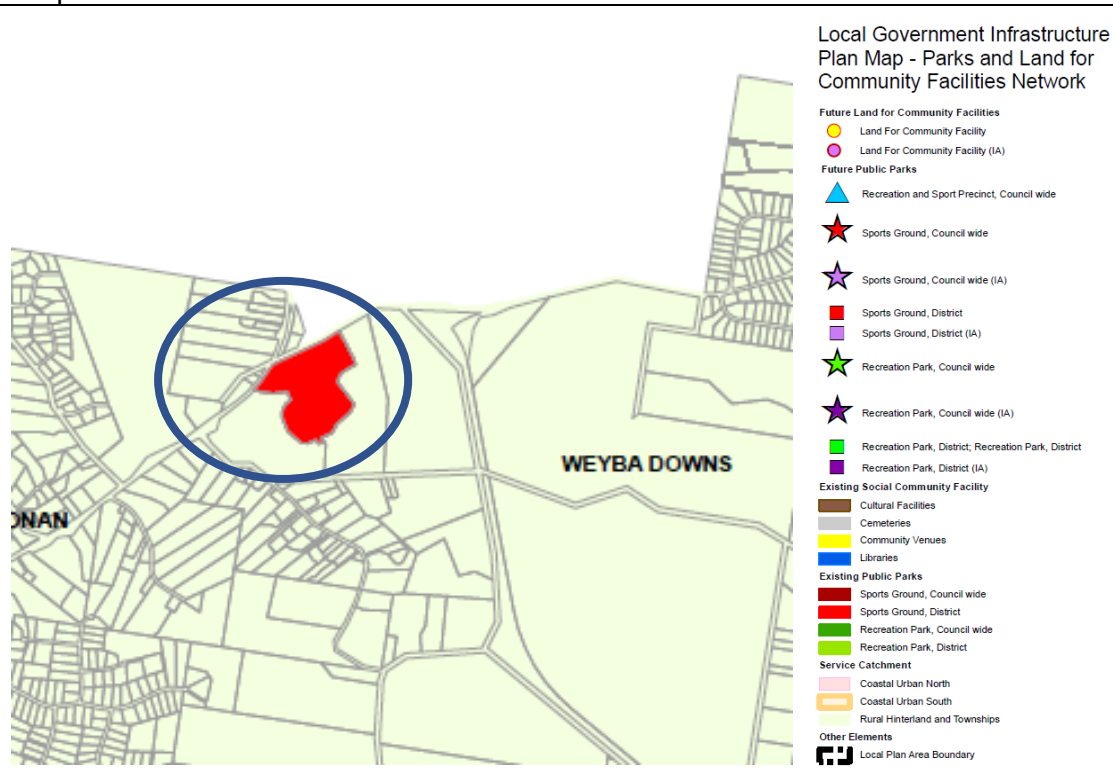 Local Government Infrastructure
Plan Map - Parks and Land for
Community Facilities Network
Future Land for Community Facilities
Land For Community Facility
Land For Community Facility (IA)
Future Public Parks
Recreation and Sport Precinct, Council wide
Sports Ground, Council wide
Sports Ground, Council wide (IA)
Sports Ground, District
Sports Ground, District (IA)
Recreation Park, Council wide
Recreation Park, Council wide (IA)
Recreation Park, District; Recreation Park, District
Recreation Park, District (IA)
Existing Social Community Facility
Cultural Facilities
Cemeteries
Community Venues
Libraries
Existing Public Parks
Sports Ground, Council wide
Sports Ground, District
Recreation Park, Council wide
Recreation Park, District
Service Catchment
Coastal Urban North
Coastal Urban South
Rural Hinterland and Townships
Other Elements
Local Plan Area Boundary
WEYBA DOWNS
ONAN